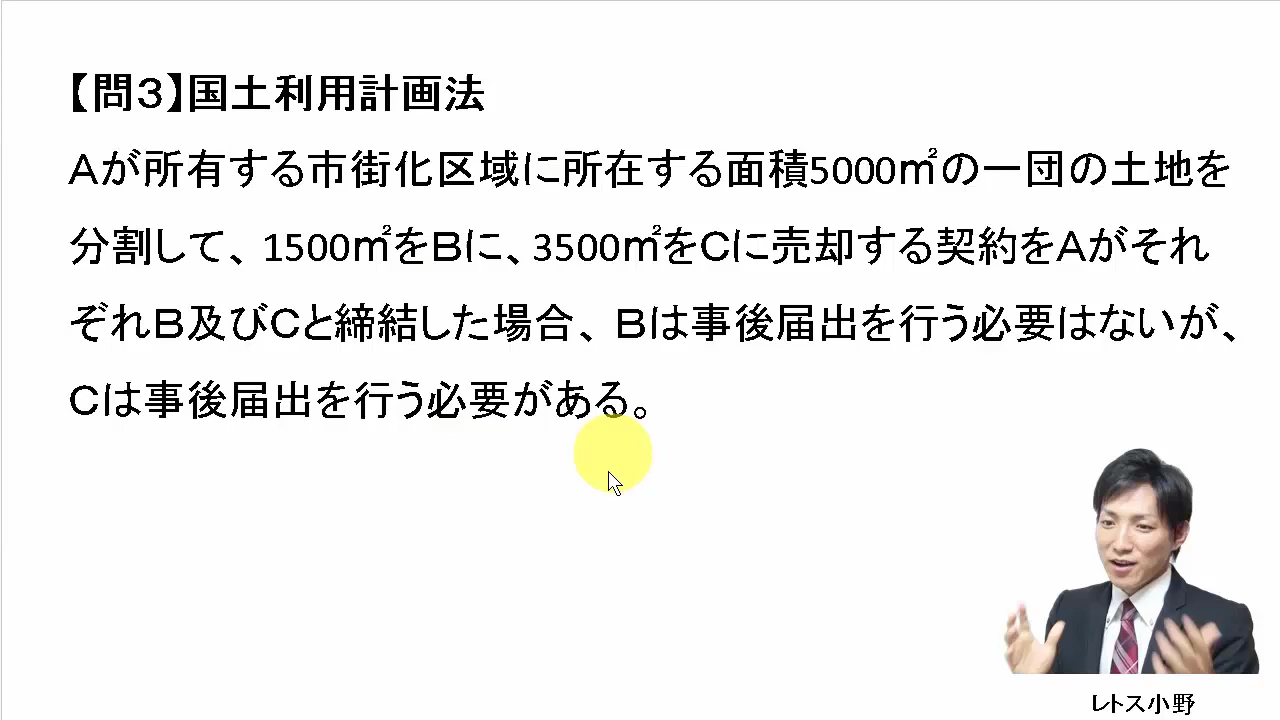 【問３】国土利用計画法
Ａが所有する市街化区域に所在する面積5000㎡の一団の土地を
分割して、1500㎡をＢに、3500㎡をＣに売却する契約をＡがそれ
ぞれＢ及びＣと締結した場合、Ｂは事後届出を行う必要はないが、
Ｃは事後届出を行う必要がある。
レトス小野